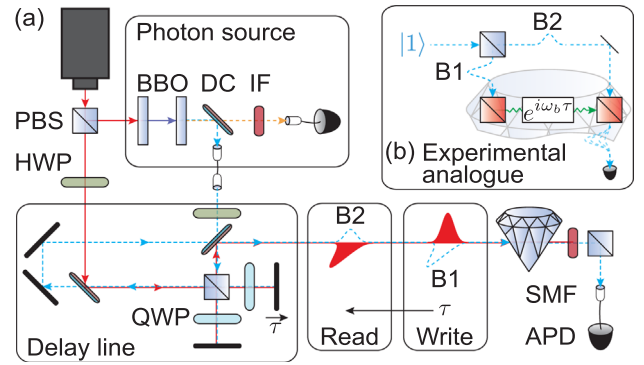 (a)
Photon source
BBO DC IF
PBS
HWP
|1⟩
B2
B1
e^{iω_bτ}
(b) Experimental
analogue
B2
B1
QWP
τ
Delay line
τ
Read
Write
SMF
APD